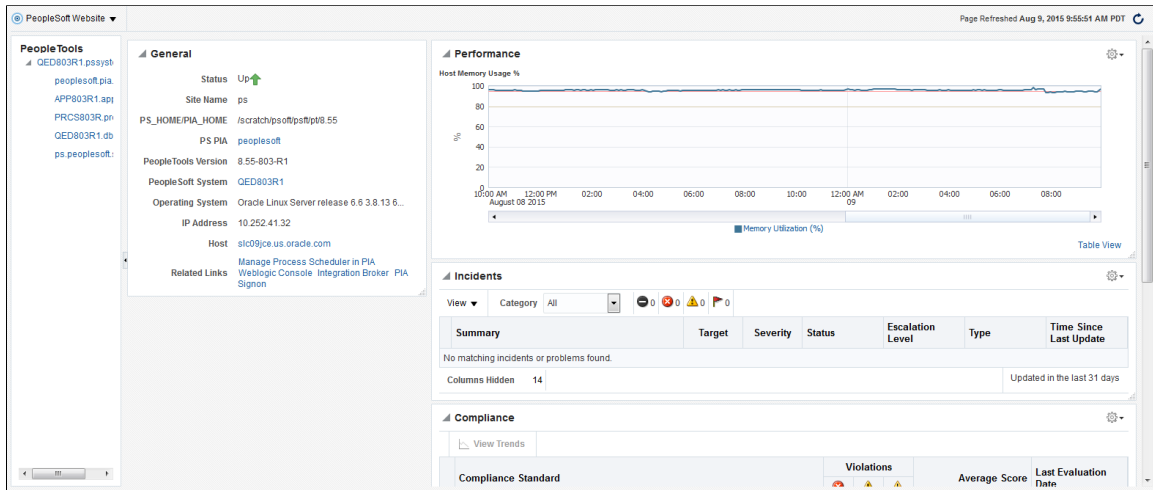 PeopleSoft Website
Page Refreshed Aug 9, 2015 9:55:51 AM PDT
PeopleTools
QED803R1.pssyst
peoplesoft.pia.
APP803R1.app
PRCS803R.pr
QED803R1.db
ps.peoplesoft.
General
Status Up
Site Name ps
PS_HOME/PIA_HOME /scratch/psoft/psft/pt/8.55
PS PIA peoplesoft
PeopleTools Version 8.55-803-R1
PeopleSoft System QED803R1
Operating System Oracle Linux Server release 6.6 3.8.13 6...
IP Address 10.252.41.32
Host slc09jce.us.oracle.com
Related Links Manage Process Scheduler in PIA
Weblogic Console Integration Broker PIA
Signon
Performance
Host Memory Usage %
100
80
60
40
20
0
%
10:00 AM 12:00 PM 02:00 04:00 06:00 08:00 10:00 12:00 AM 02:00 04:00 06:00 08:00
August 08 2015 09
Memory Utilization (%)
Table View
Incidents
View Category All 0 0 0 0
Summary Target Severity Status Escalation Level Type Time Since Last Update
No matching incidents or problems found.
Columns Hidden 14 Updated in the last 31 days
Compliance
View Trends
Compliance Standard Violations Average Score Last Evaluation Date